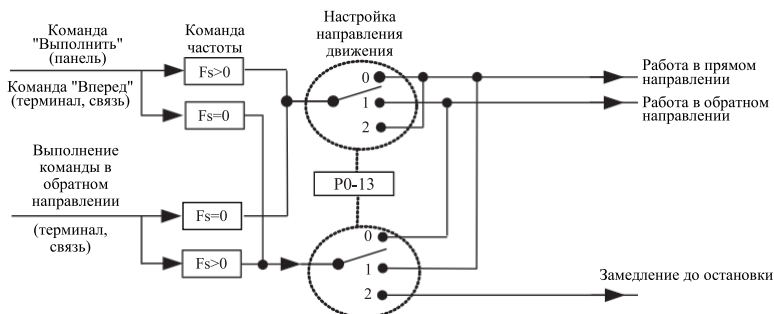 Команда
"Выполнить"
(панель)
Команда "Вперед"
(терминал, связь)
Команда
частоты
Fs>0
Fs=0
Настройка
направления
движения
0
1
2
Работа в прямом
направлении
Работа в обратном
направлении
P0-13
Выполнение
команды в
обратном
направлении
(терминал,
связь)
Fs=0
Fs>0
0
1
2
Замедление до остановки